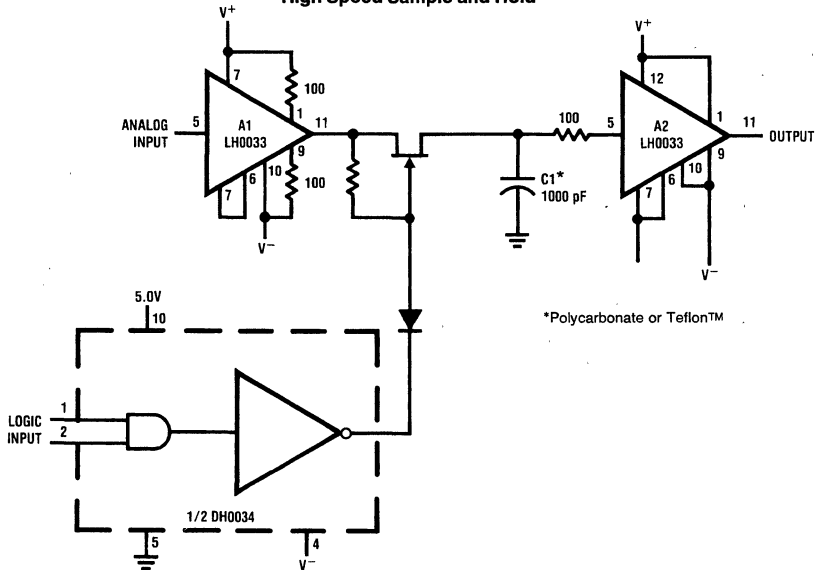 High Speed Sample and Hold
V+
7
100
1
ANALOG
INPUT
5
A1
LH0033
11
9
10
6
7
100
V−
C1*
1000 pF
100
V+
12
5
A2
LH0033
1
11
OUTPUT
9
10
6
7
V−
*Polycarbonate or Teflon™
5.0V
10
LOGIC
INPUT
1
2
1/2 DH0034
5
4
V−